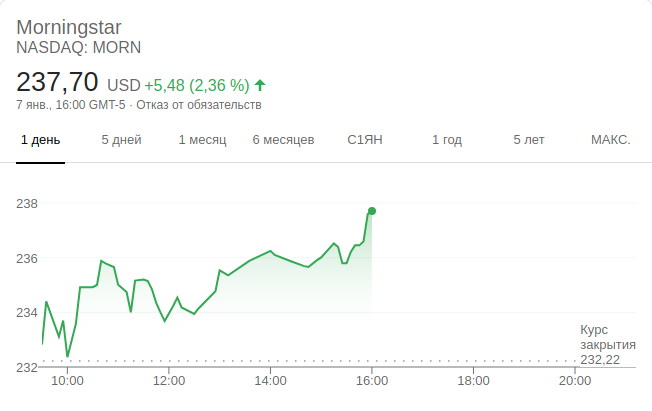 Morningstar
NASDAQ: MORN
237,70 USD +5,48 (2,36 %) ↑
7 янв., 16:00 GMT-5 · Отказ от обязательств
1 день 5 дней 1 месяц 6 месяцев С1ЯН 1 год 5 лет МАКС.
238
236
234
232
Курс
закрытия
232,22
10:00 12:00 14:00 16:00 18:00 20:00